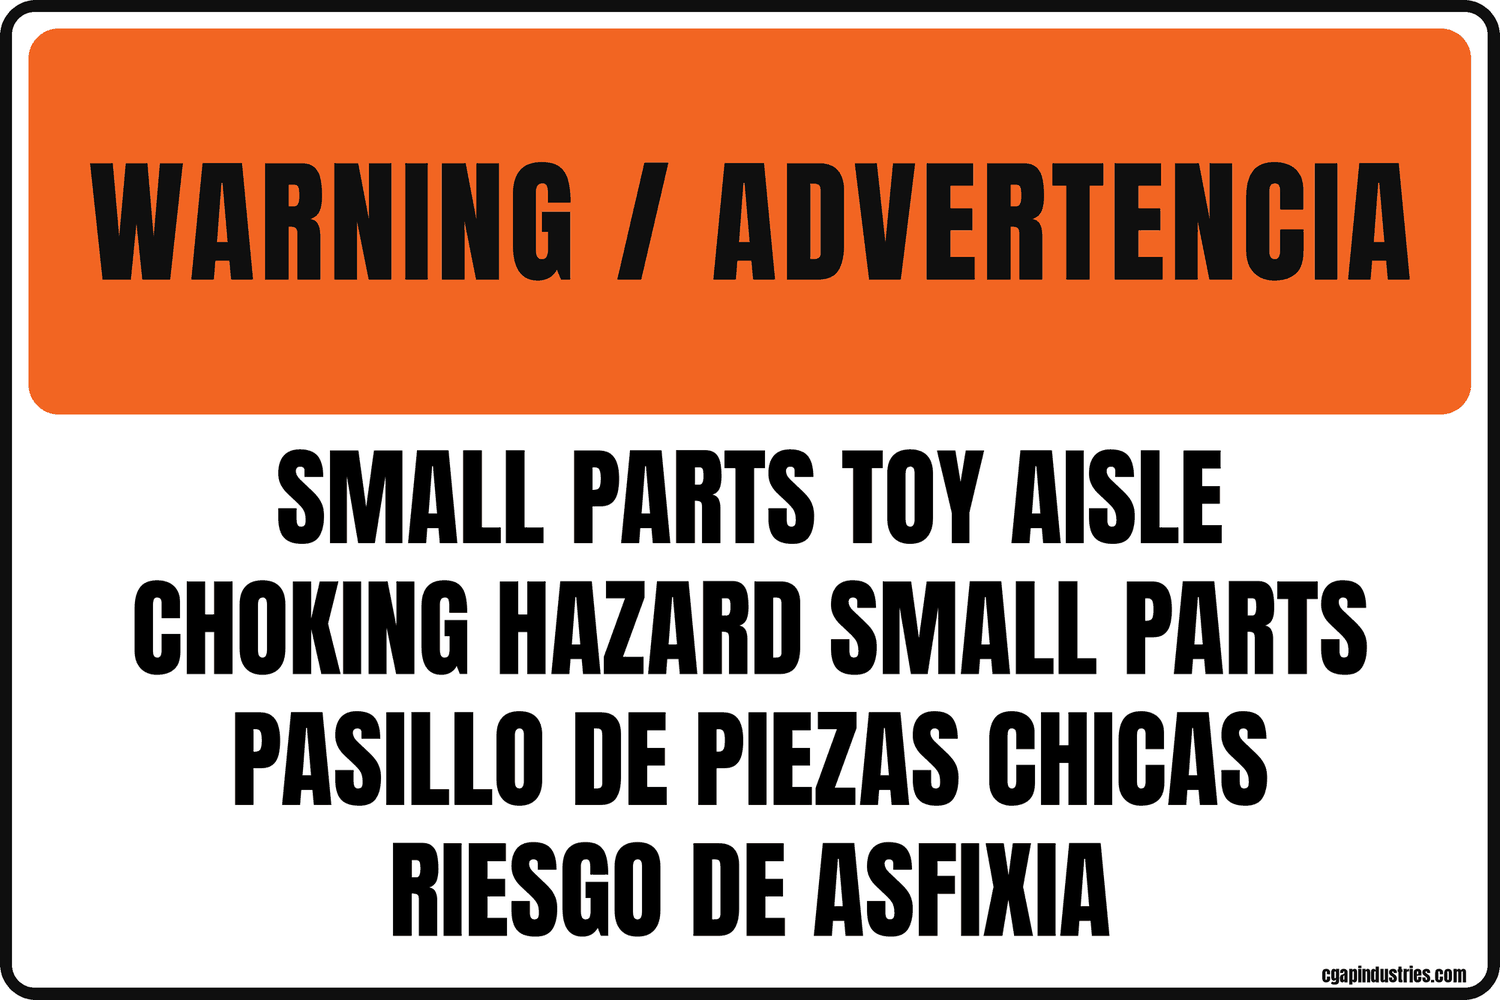 WARNING / ADVERTENCIA
SMALL PARTS TOY AISLE
CHOKING HAZARD SMALL PARTS
PASILLO DE PIEZAS CHICAS
RIESGO DE ASFIXIA
cgapindustries.com